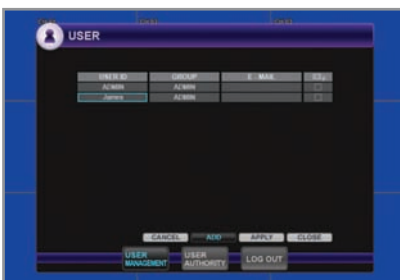 USER
USER ID GROUP E-MAIL
ADMIN ADMIN
James ADMIN
CANCEL ADD APPLY CLOSE
USER MANAGEMENT USER AUTHORITY LOG OUT